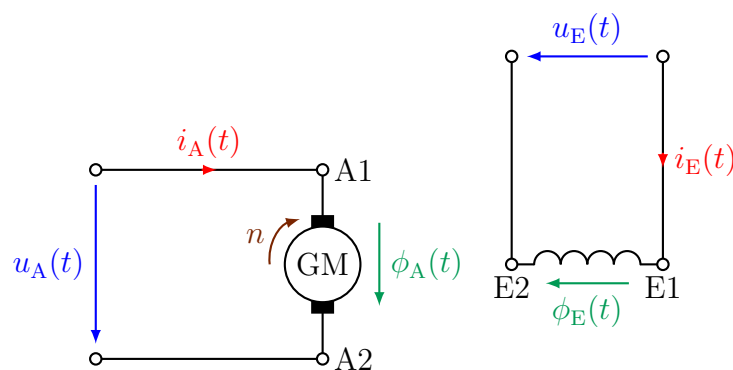 u_E(t)
i_A(t)
A1
i_E(t)
n
u_A(t)
GM
ϕ_A(t)
E2
E1
ϕ_E(t)
A2